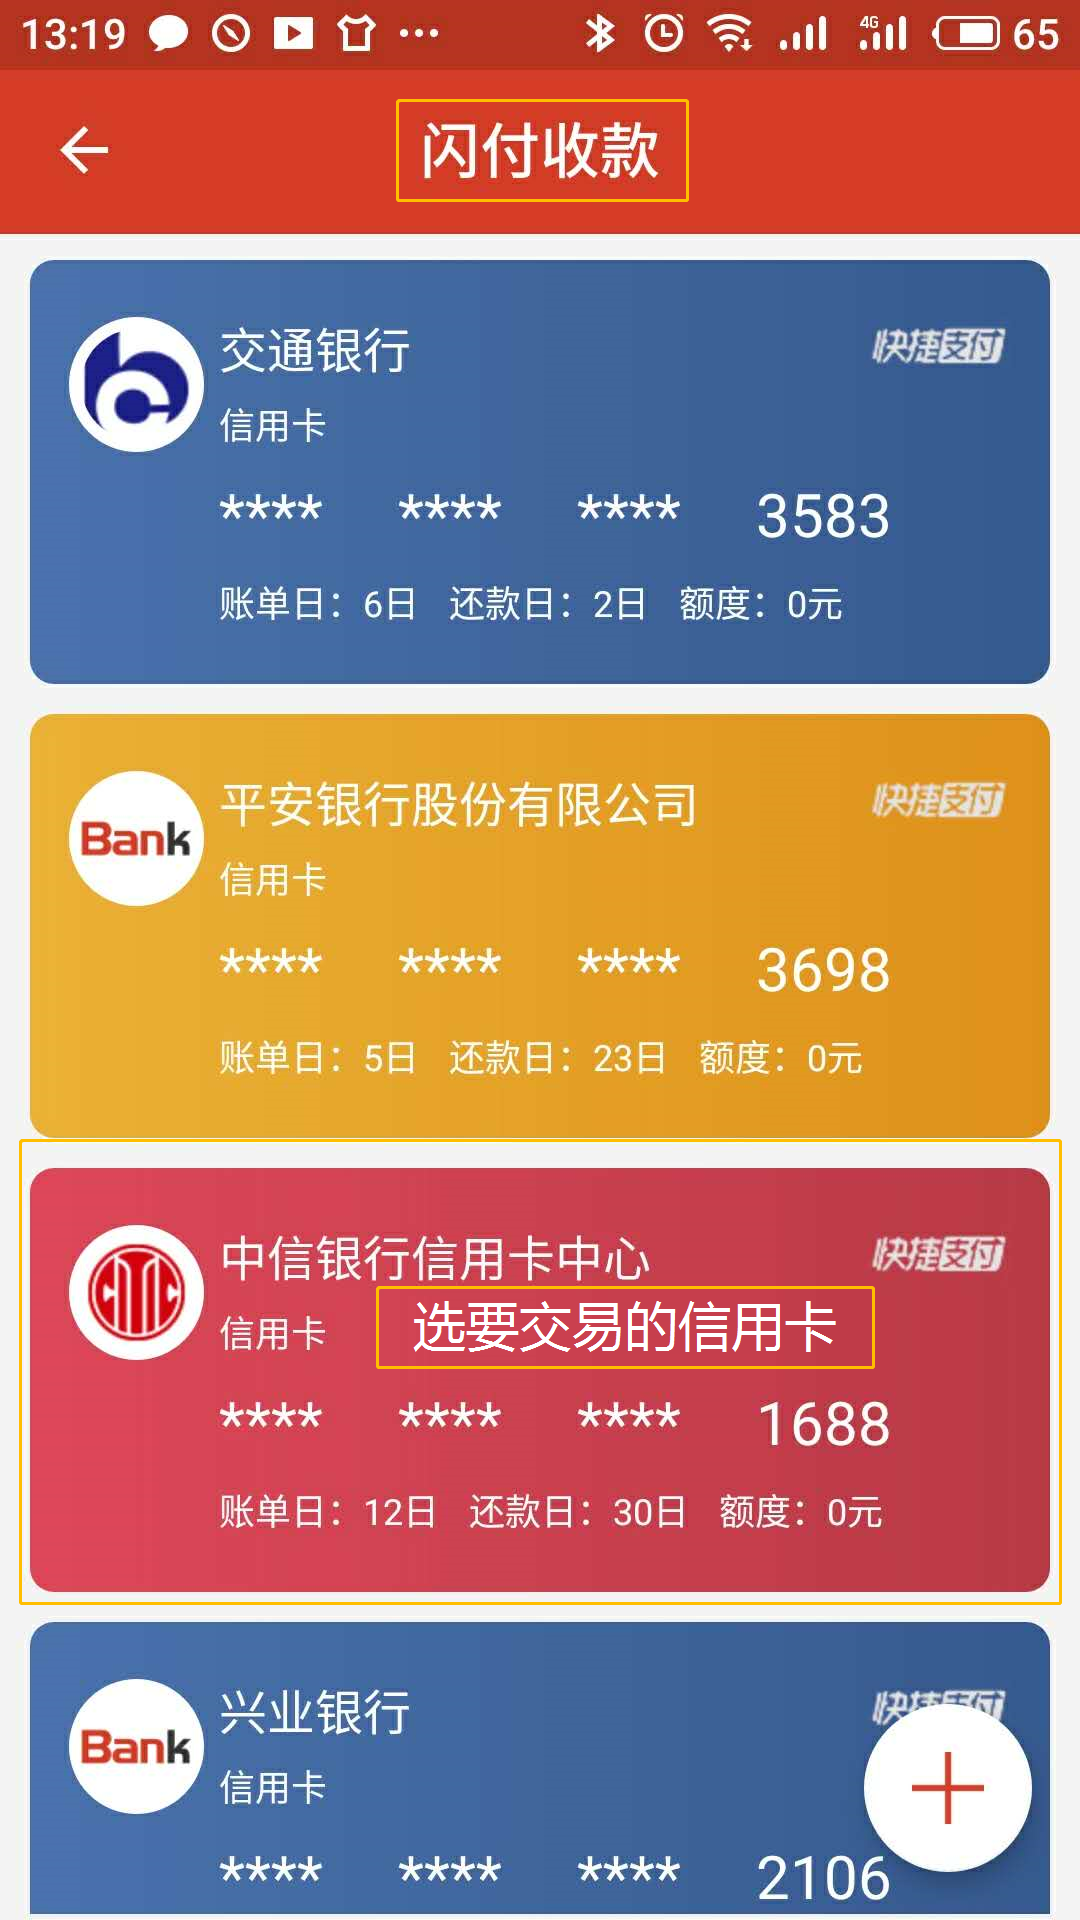 13:19 4G 65
闪付收款
交通银行 快捷支付
信用卡
**** **** **** 3583
账单日：6日 还款日：2日 额度：0元
Bank 平安银行股份有限公司 快捷支付
信用卡
**** **** **** 3698
账单日：5日 还款日：23日 额度：0元
中信银行信用卡中心 快捷支付
信用卡 选要交易的信用卡
**** **** **** 1688
账单日：12日 还款日：30日 额度：0元
Bank 兴业银行 快捷支付
信用卡
**** **** **** 2106